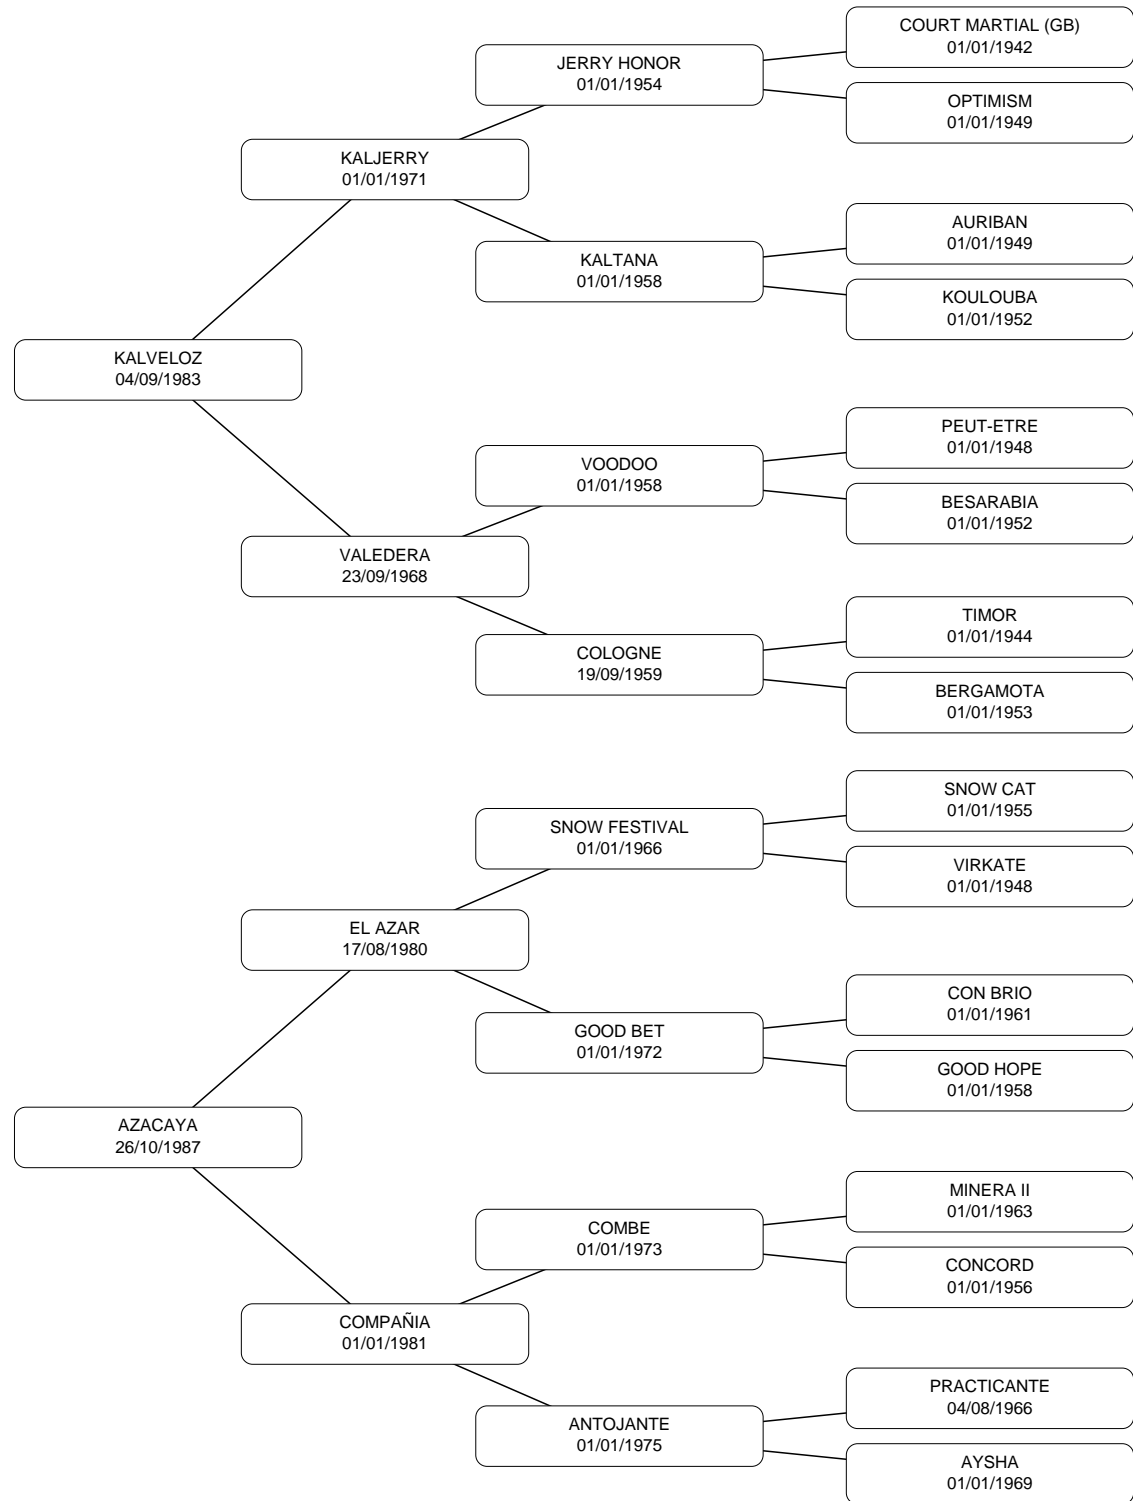 COURT MARTIAL (GB)
01/01/1942
JERRY HONOR
01/01/1954
OPTIMISM
01/01/1949
KALJERRY
01/01/1971
AURIBAN
01/01/1949
KALTANA
01/01/1958
KOULOUBA
01/01/1952
KALVELOZ
04/09/1983
PEUT-ETRE
01/01/1948
VOODOO
01/01/1958
BESARABIA
01/01/1952
VALEDERA
23/09/1968
TIMOR
01/01/1944
COLOGNE
19/09/1959
BERGAMOTA
01/01/1953
SNOW CAT
01/01/1955
SNOW FESTIVAL
01/01/1966
VIRKATE
01/01/1948
EL AZAR
17/08/1980
CON BRIO
01/01/1961
GOOD BET
01/01/1972
GOOD HOPE
01/01/1958
AZACAYA
26/10/1987
MINERA II
01/01/1963
COMBE
01/01/1973
CONCORD
01/01/1956
COMPAÑIA
01/01/1981
PRACTICANTE
04/08/1966
ANTOJANTE
01/01/1975
AYSHA
01/01/1969